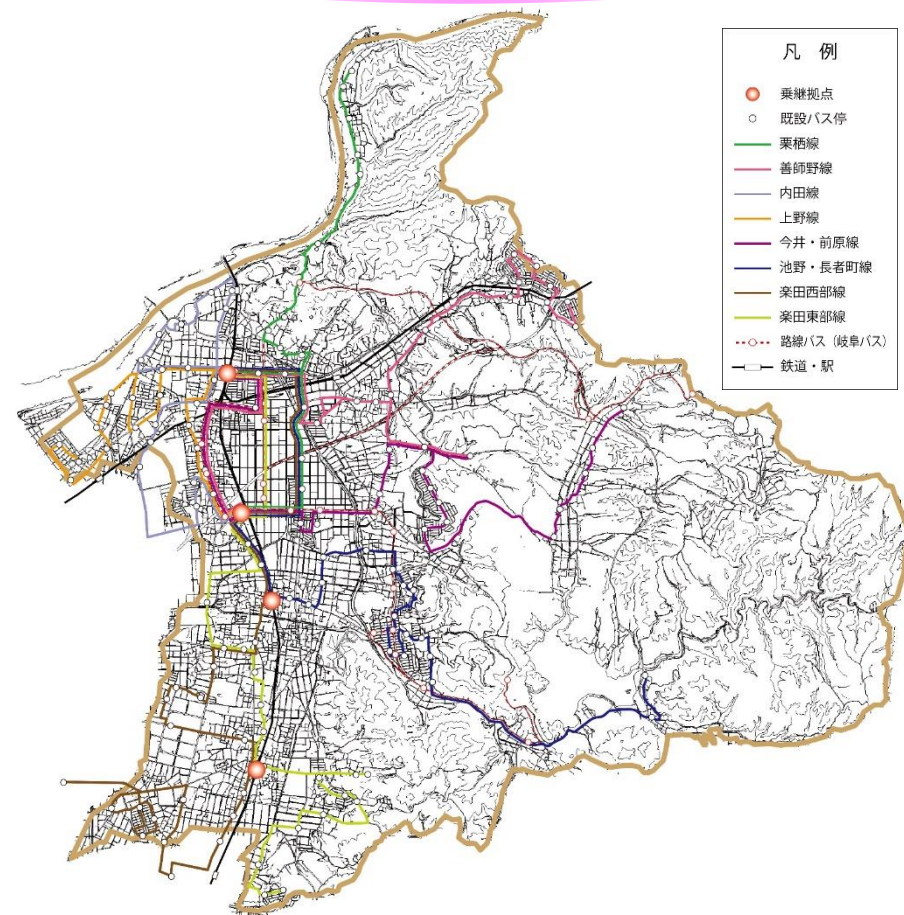 凡 例
乗継拠点
既設バス停
栗栖線
善師野線
内田線
上野線
今井・前原線
池野・長者町線
楽田西部線
楽田東部線
路線バス（岐阜バス）
鉄道・駅